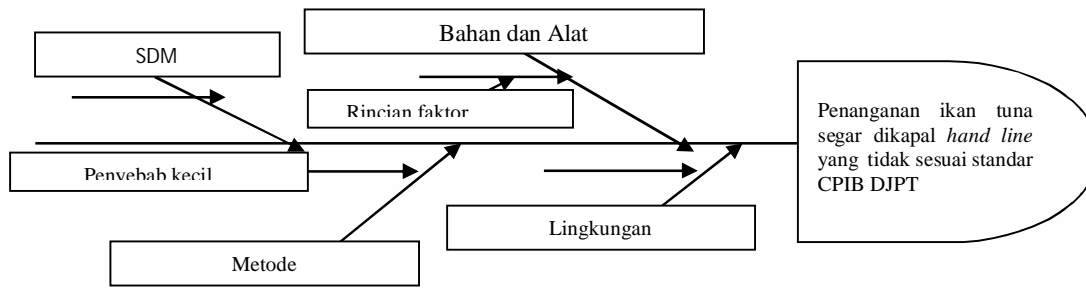 SDM
Bahan dan Alat
Rincian faktor
Penyebab kecil
Metode
Lingkungan
Penanganan ikan tuna
segar dikapal hand line
yang tidak sesuai standar
CPIB DJPT